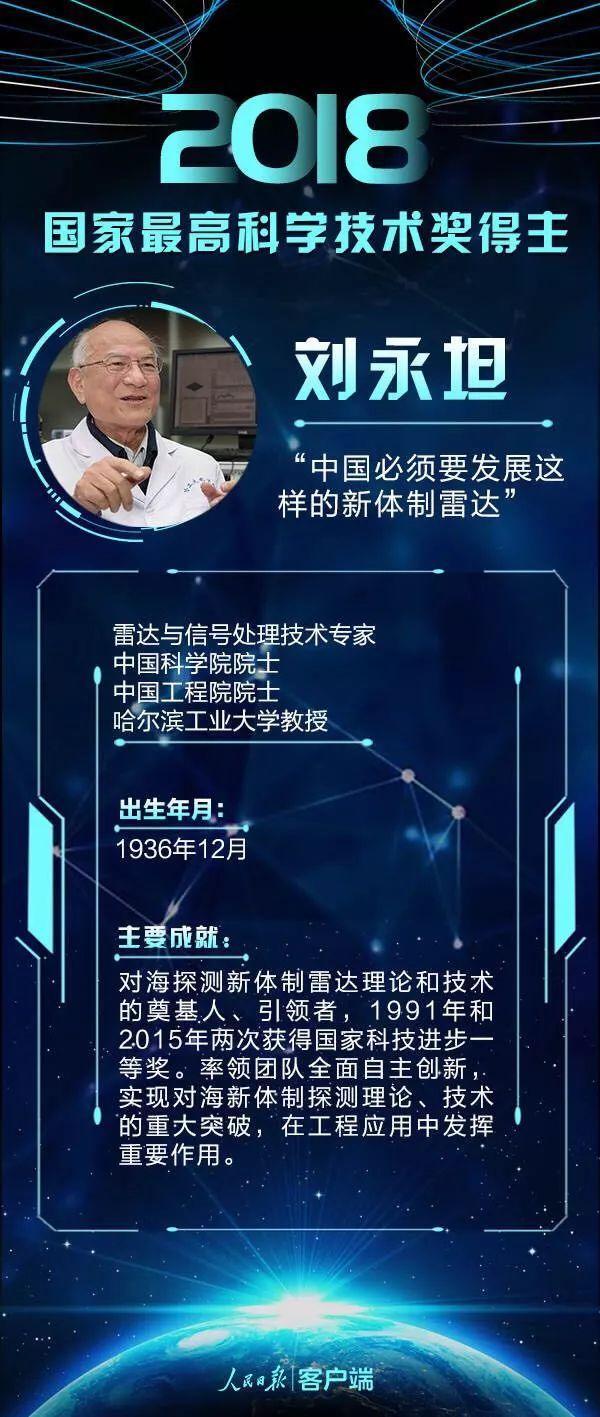 2018
国家最高科学技术奖得主
刘永坦
“中国必须要发展这
样的新体制雷达”
雷达与信号处理技术专家
中国科学院院士
中国工程院院士
哈尔滨工业大学教授
出生年月：
1936年12月
主要成就：
对海探测新体制雷达理论和技术
的奠基人、引领者，1991年和
2015年两次获得国家科技进步一
等奖。率领团队全面自主创新，
实现对海新体制探测理论、技术
的重大突破，在工程应用中发挥
重要作用。
人民日报|客户端